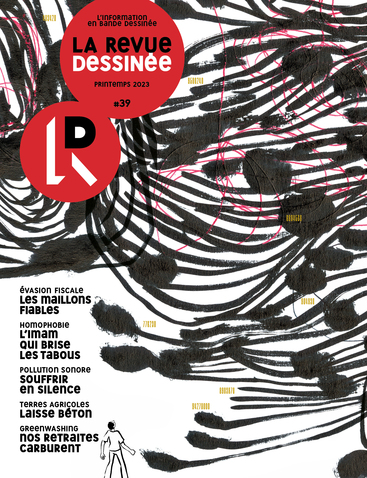 L'INFORMATION
EN BANDE DESSINÉE
LA REVUE
DESSINÉE
PRINTEMPS 2023
#39
ÉVASION FISCALE
LES MAILLONS
FIABLES
HOMOPHOBIE
L'IMAM
QUI BRISE
LES TABOUS
POLLUTION SONORE
SOUFFRIR
EN SILENCE
TERRES AGRICOLES
LAISSE BÉTON
GREENWASHING
NOS RETRAITES
CARBURENT